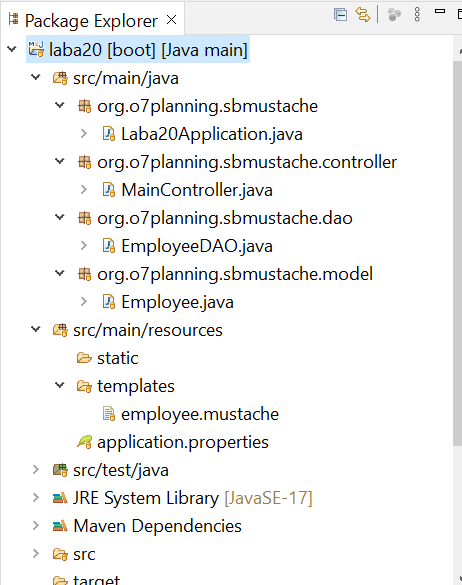 Package Explorer
laba20 [boot] [Java main]
src/main/java
org.o7planning.sbmustache
Laba20Application.java
org.o7planning.sbmustache.controller
MainController.java
org.o7planning.sbmustache.dao
EmployeeDAO.java
org.o7planning.sbmustache.model
Employee.java
src/main/resources
static
templates
employee.mustache
application.properties
src/test/java
JRE System Library [JavaSE-17]
Maven Dependencies
src
target